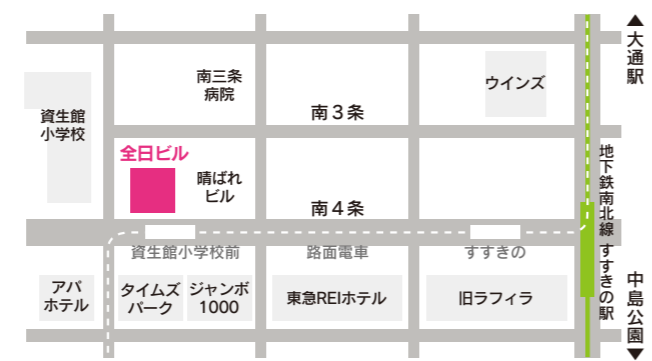 ▲大通駅
南三条
病院
ウインズ
資生館
小学校
南3条
全日ビル
晴ばれ
ビル
南4条
地下鉄南北線 すすきの駅
資生館小学校前
路面電車
すすきの
アパ
ホテル
タイムズ
パーク
ジャンボ
1000
東急REIホテル
旧ラフィラ
中島公園▼